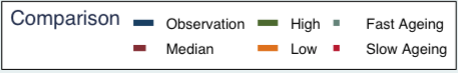 Comparison
Observation High Fast Ageing
Median Low Slow Ageing